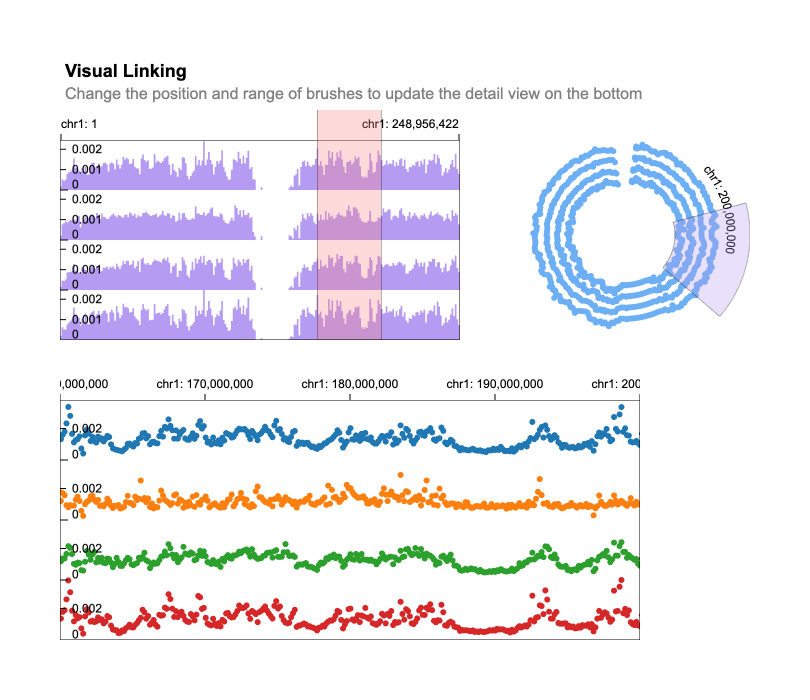 Visual Linking
Change the position and range of brushes to update the detail view on the bottom
chr1: 1
chr1: 248,956,422
0.002
0.001
0
0.002
0.001
0
0.002
0.001
0
0.002
0.001
0
chr1: 200,000,000
0,000,000
chr1: 170,000,000
chr1: 180,000,000
chr1: 190,000,000
chr1: 200
0.002
0
0.002
0
0.002
0
0.002
0